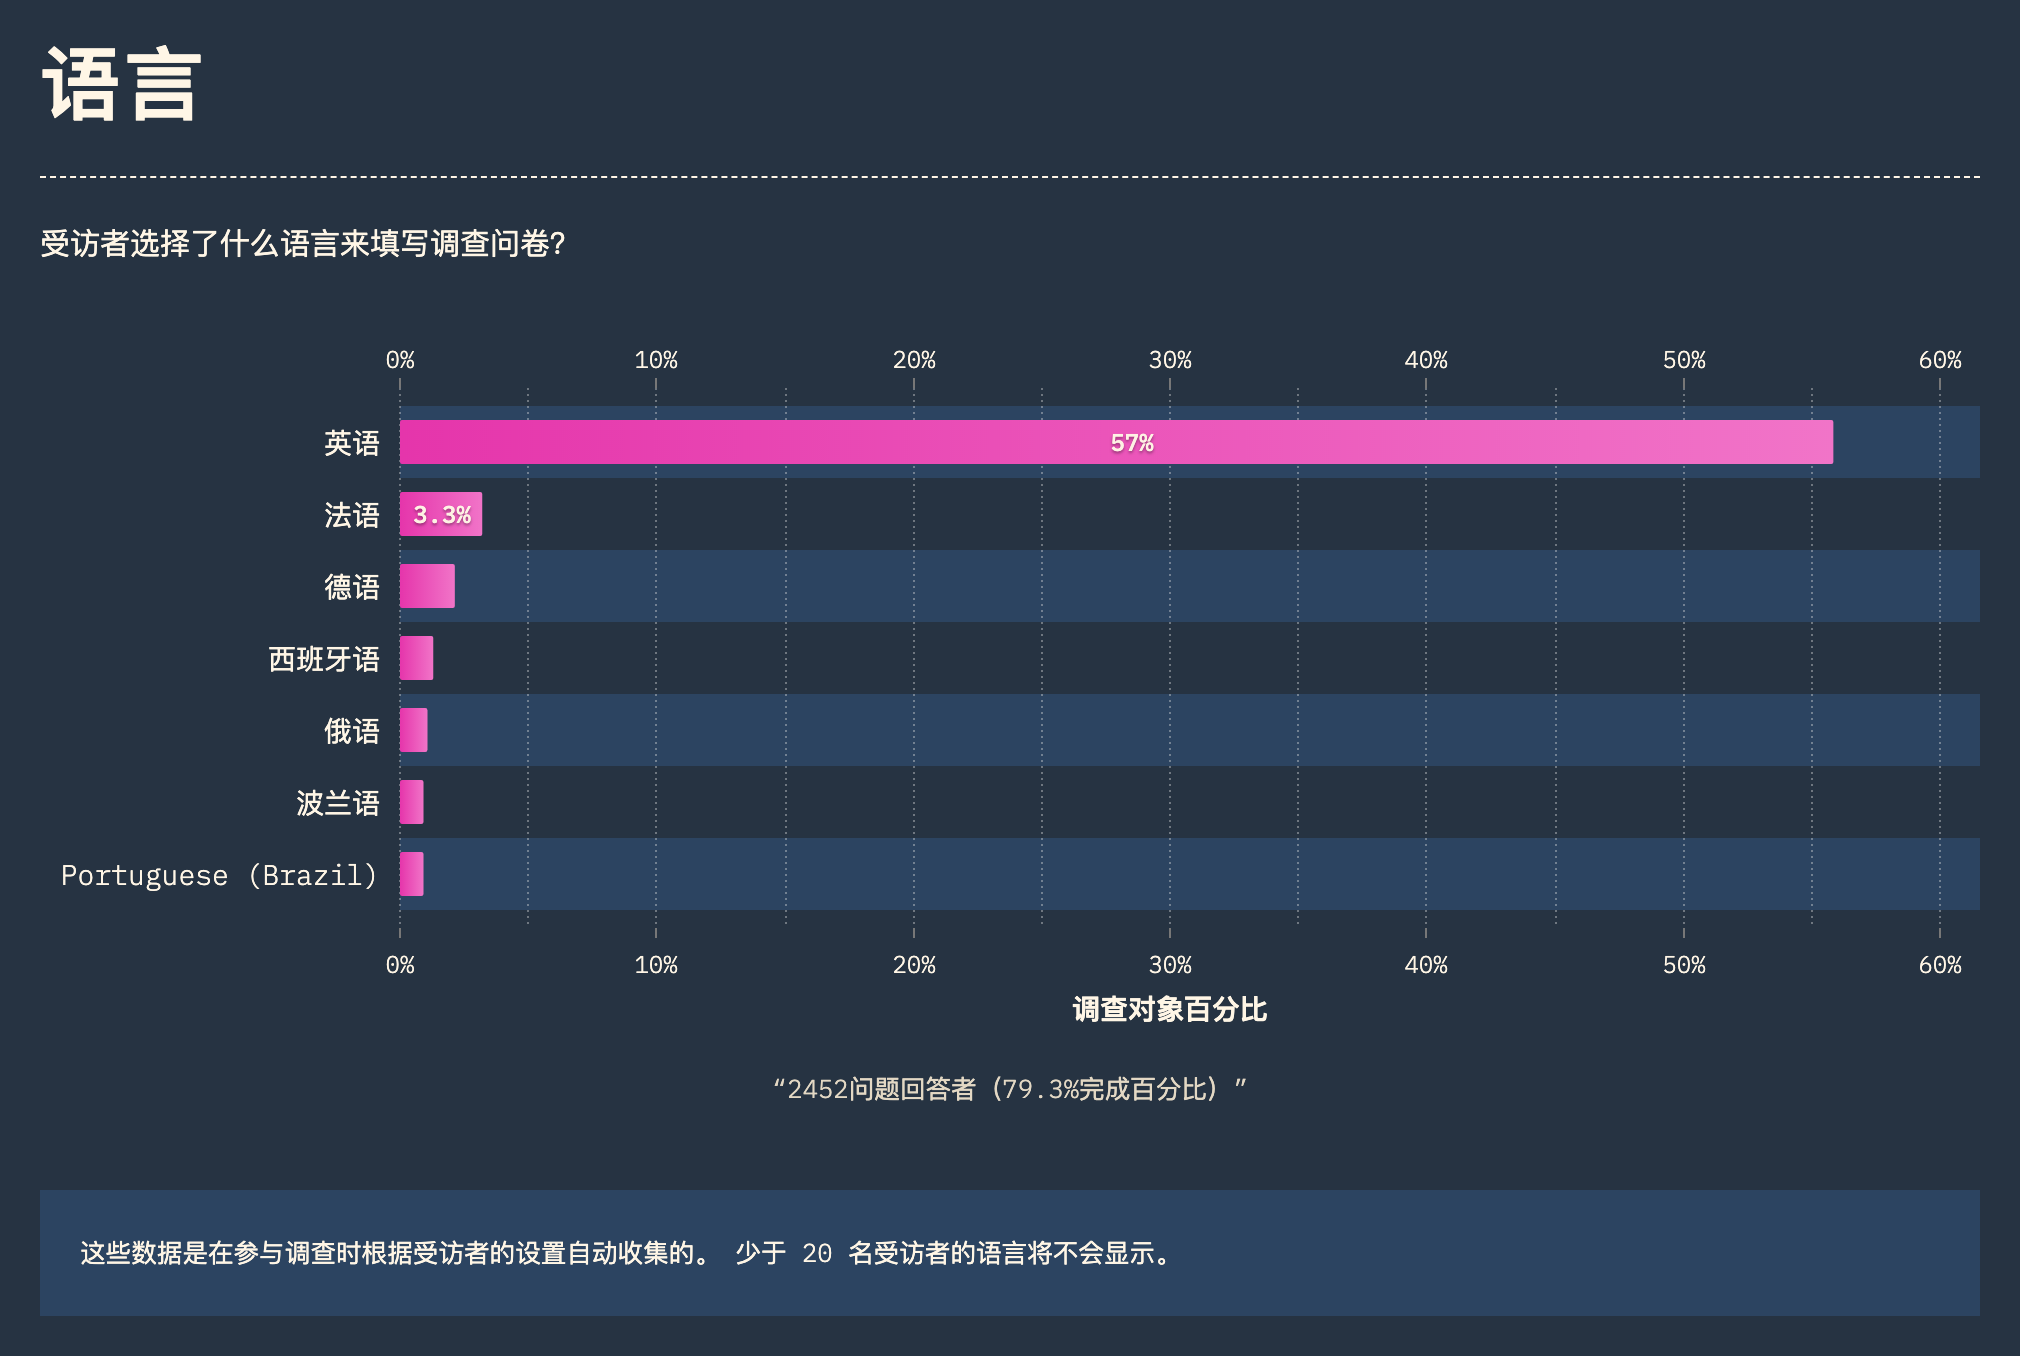 语言
受访者选择了什么语言来填写调查问卷?
0% 10% 20% 30% 40% 50% 60%
英语 57%
法语 3.3%
德语
西班牙语
俄语
波兰语
Portuguese (Brazil)
0% 10% 20% 30% 40% 50% 60%
调查对象百分比
“2452问题回答者（79.3%完成百分比）”
这些数据是在参与调查时根据受访者的设置自动收集的。 少于 20 名受访者的语言将不会显示。